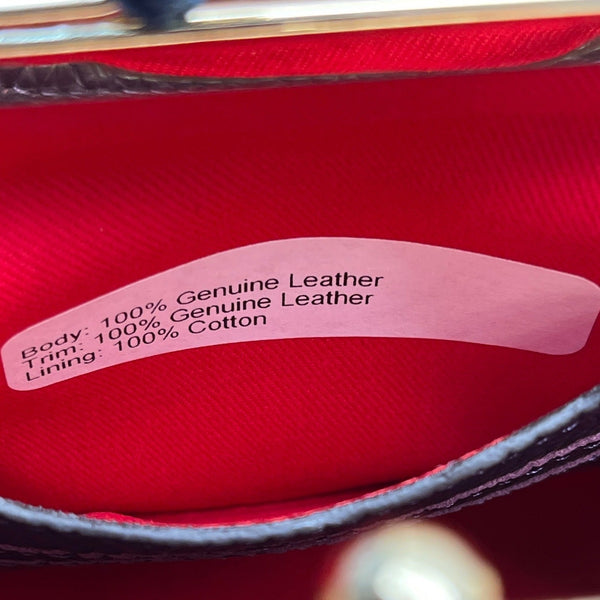 Body: 100% Genuine Leather
Trim: 100% Genuine Leather
Lining: 100% Cotton